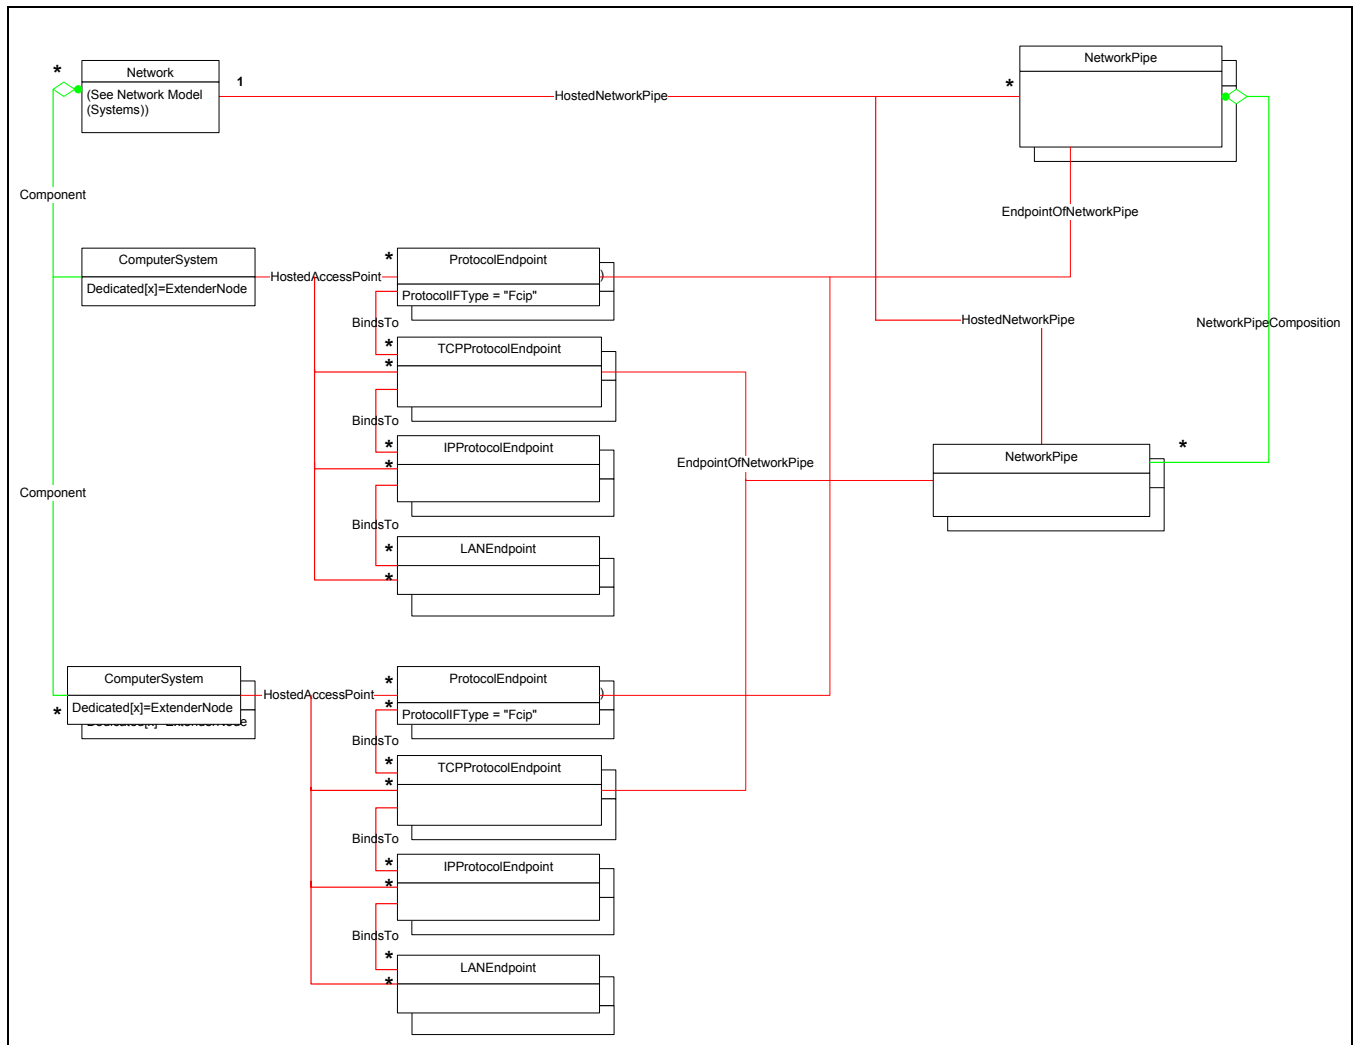 *
Network
1
(See Network Model
(Systems))
HostedNetworkPipe
*
NetworkPipe
Component
EndpointOfNetworkPipe
ComputerSystem
Dedicated[x]=ExtenderNode
HostedAccessPoint
*
ProtocolEndpoint
)
ProtocolIFType = "Fcip"
BindsTo
HostedNetworkPipe
NetworkPipeComposition
*
TCPProtocolEndpoint
*
BindsTo
*
IPProtocolEndpoint
*
EndpointOfNetworkPipe
*
NetworkPipe
Component
BindsTo
*
LANEndpoint
*
ComputerSystem
Dedicated[x]=ExtenderNode
Dedicated[x]=ExtenderNode
*
HostedAccessPoint
*
ProtocolEndpoint
)
*
ProtocolIFType = "Fcip"
BindsTo
*
TCPProtocolEndpoint
*
BindsTo
*
IPProtocolEndpoint
*
BindsTo
*
LANEndpoint
*